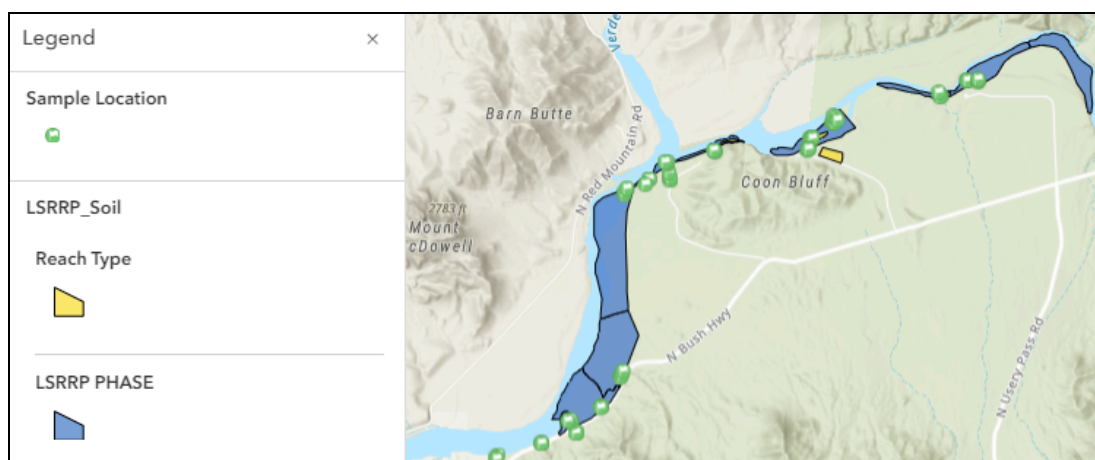 Legend
×
Sample Location
LSRRP_Soil
Reach Type
LSRRP PHASE
Verde
Barn Butte
N Red Mountain Rd
2783 ft
Mount
cDowell
Coon Bluff
N Bush Hwy
N Usery Pass Rd